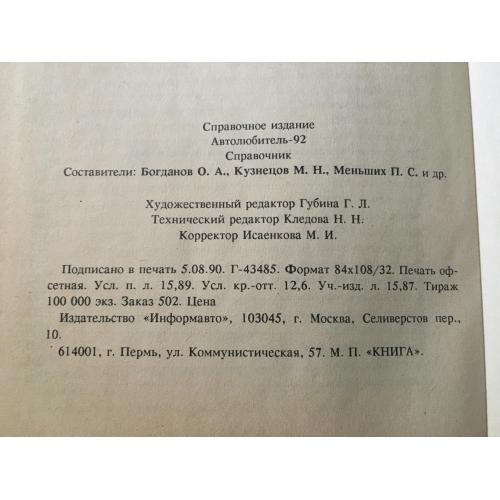 Справочное издание
Автолюбитель-92
Справочник
Составители: Богданов О. А., Кузнецов М. Н., Меньших П. С. и др.
Художественный редактор Губина Г. Л.
Технический редактор Кледова Н. Н.
Корректор Исаенкова М. И.
Подписано в печать 5.08.90. Г-43485. Формат 84х108/32. Печать оф-
сетная. Усл. п. л. 15,89. Усл. кр.-отт. 12,6. Уч.-изд. л. 15,87. Тираж
100 000 экз. Заказ 502. Цена
Издательство «Информавто», 103045, г. Москва, Селиверстов пер.,
10.
614001, г. Пермь, ул. Коммунистическая, 57. М. П. «КНИГА».